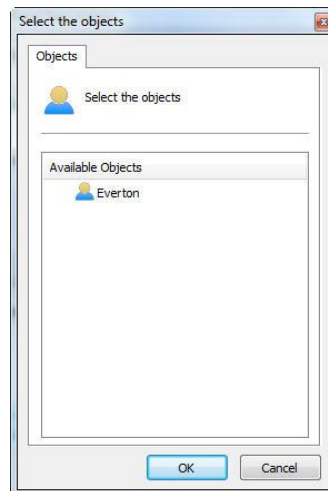 Select the objects
Objects
Select the objects
Available Objects
Everton
OK
Cancel